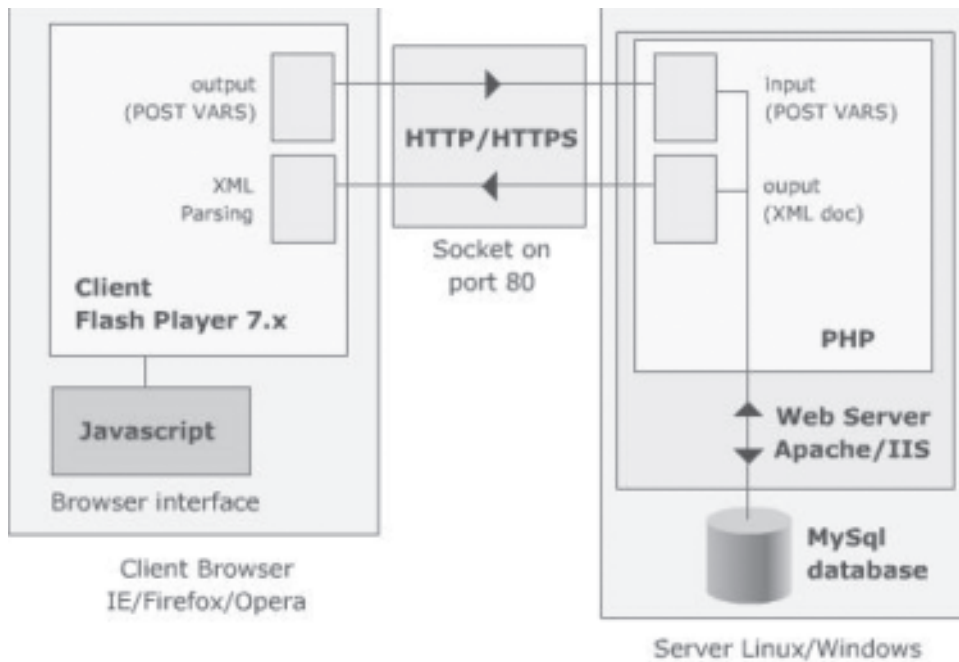 output
(POST VARS)
XML
Parsing
Client
Flash Player 7.x
Javascript
Browser interface
Client Browser
IE/Firefox/Opera
HTTP/HTTPS
Socket on
port 80
input
(POST VARS)
ouput
(XML doc)
PHP
Web Server
Apache/IIS
MySql
database
Server Linux/Windows